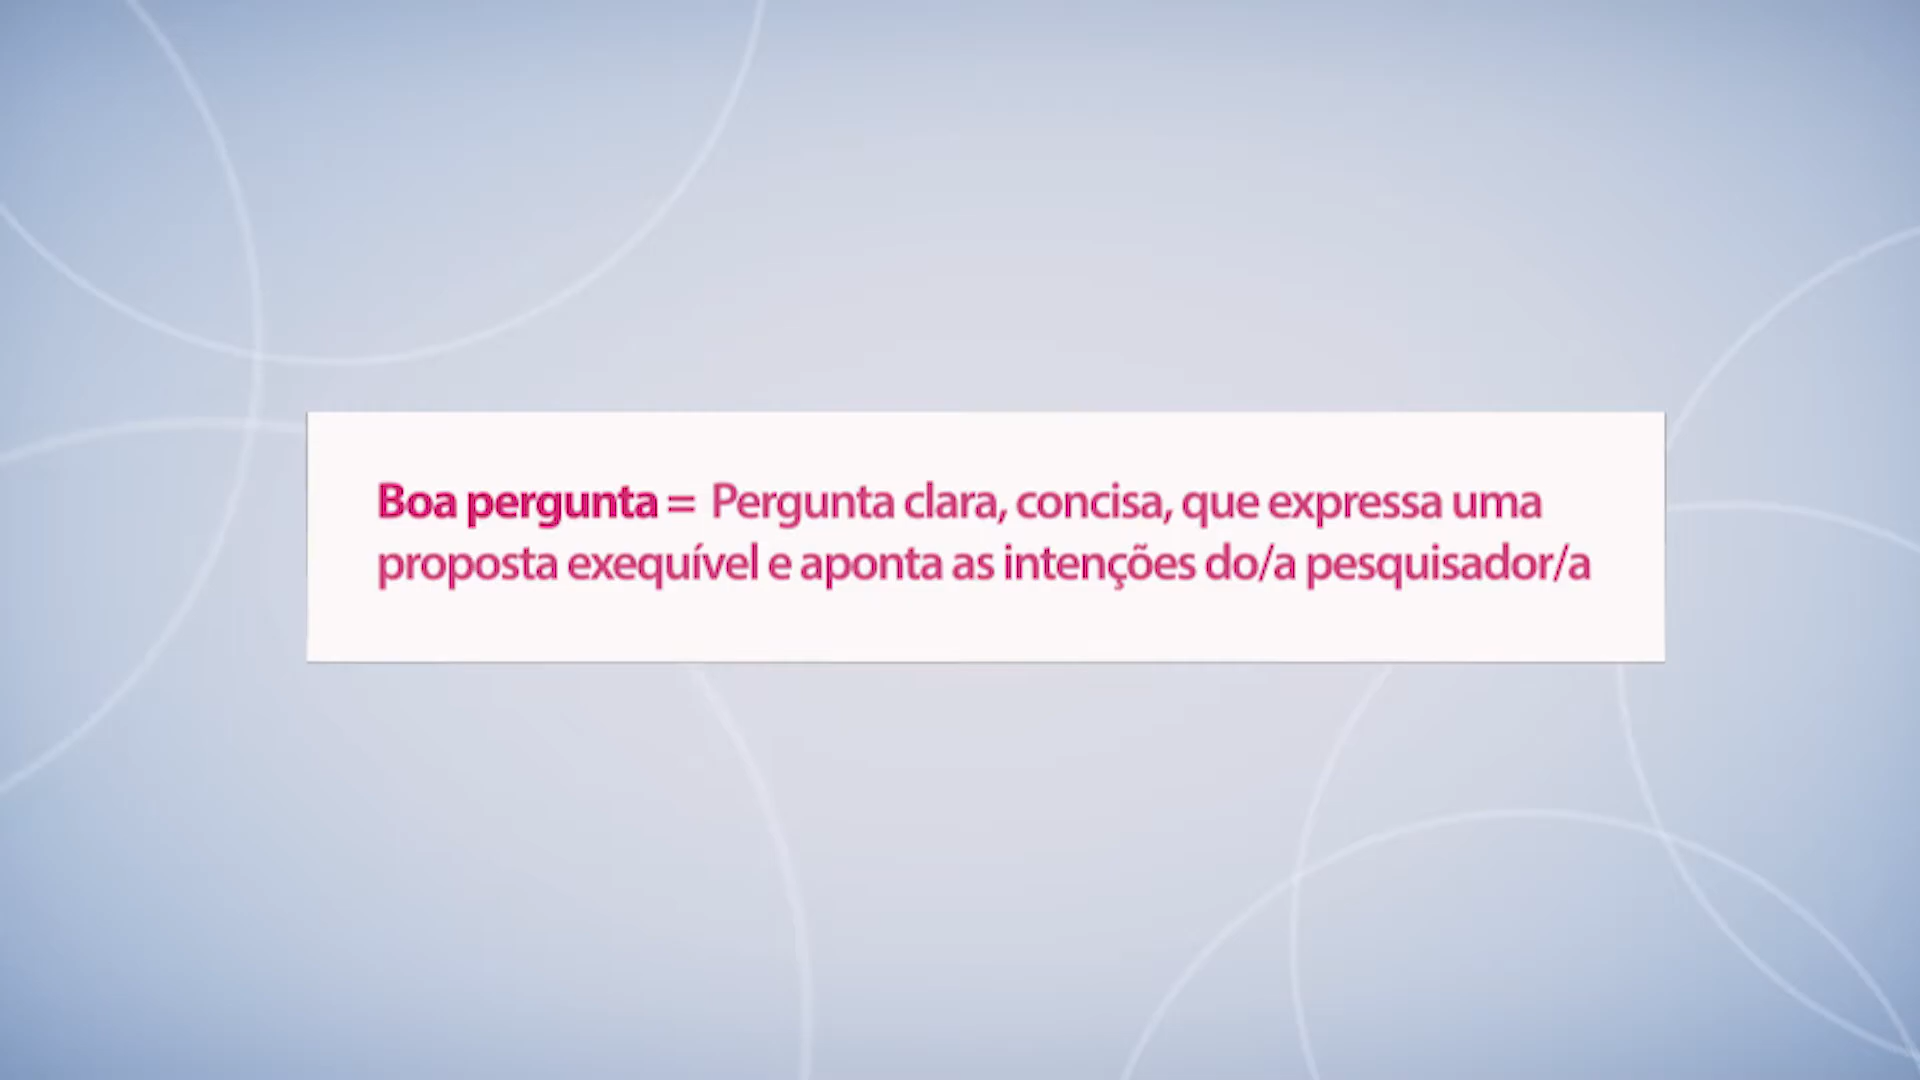 Boa pergunta = Pergunta clara, concisa, que expressa uma
proposta exequível e aponta as intenções do/a pesquisador/a